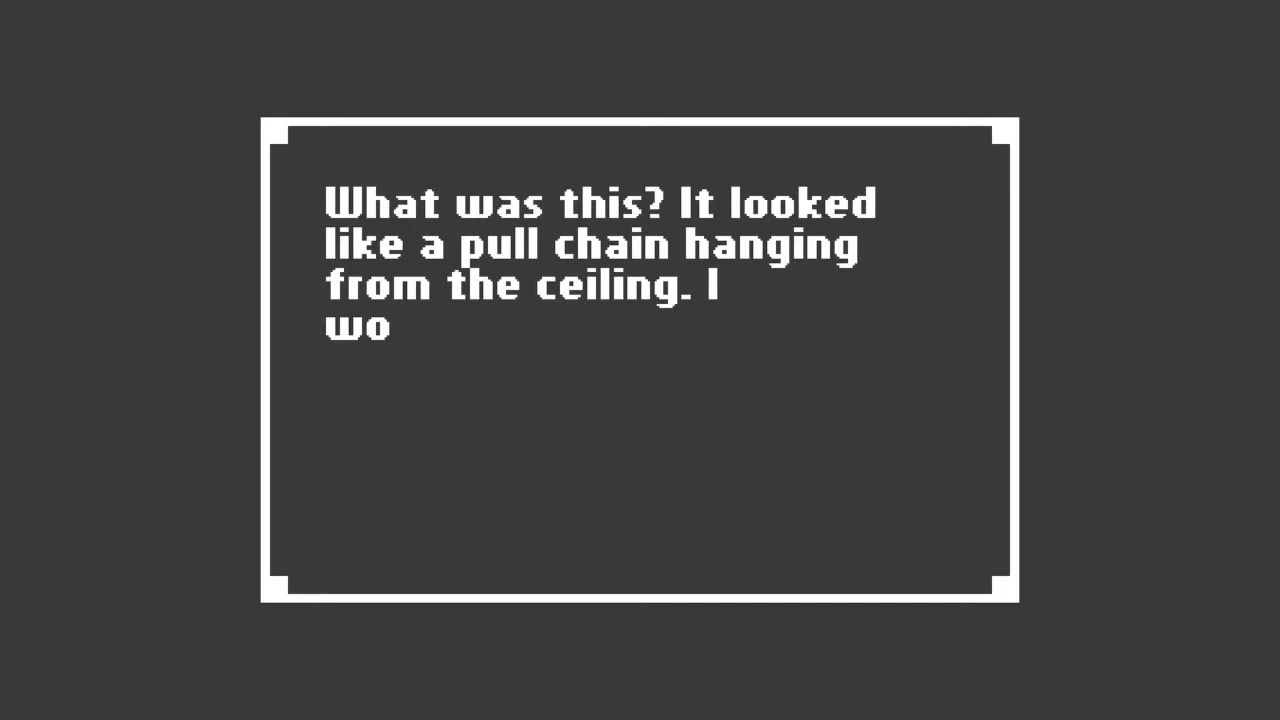 What was this? It looked
like a pull chain hanging
from the ceiling. I
wo